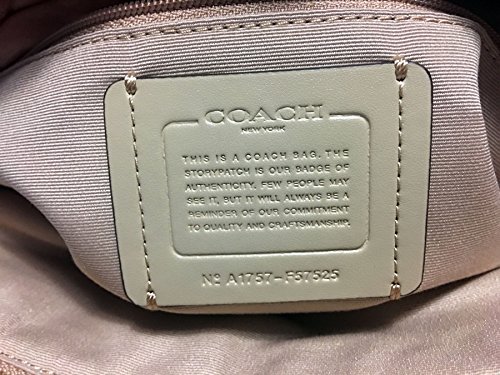 COACH
NEW YORK
THIS IS A COACH BAG. THE
STORYPATCH IS OUR BADGE OF
AUTHENTICITY. FEW PEOPLE MAY
SEE IT, BUT IT WILL ALWAYS BE A
REMINDER OF OUR COMMITMENT
TO QUALITY AND CRAFTSMANSHIP.
No A1757-F57525